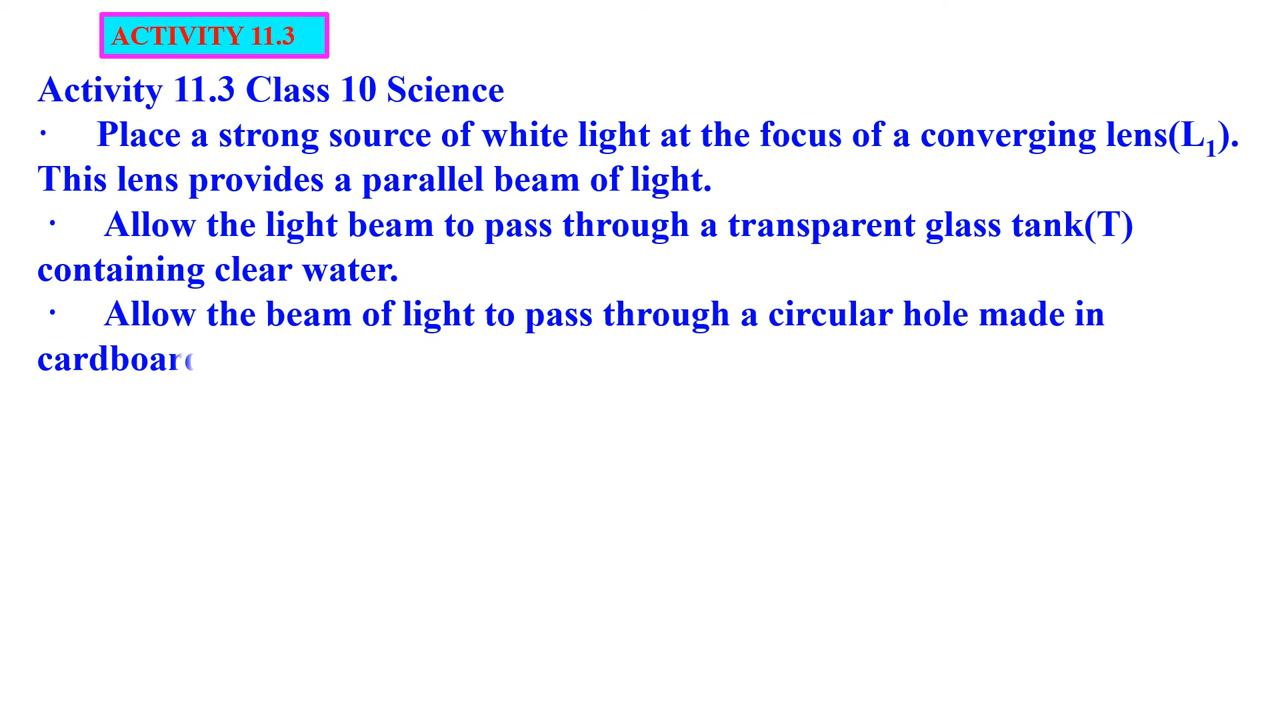 ACTIVITY 11.3
Activity 11.3 Class 10 Science
· Place a strong source of white light at the focus of a converging lens(L₁).
This lens provides a parallel beam of light.
· Allow the light beam to pass through a transparent glass tank(T)
containing clear water.
· Allow the beam of light to pass through a circular hole made in